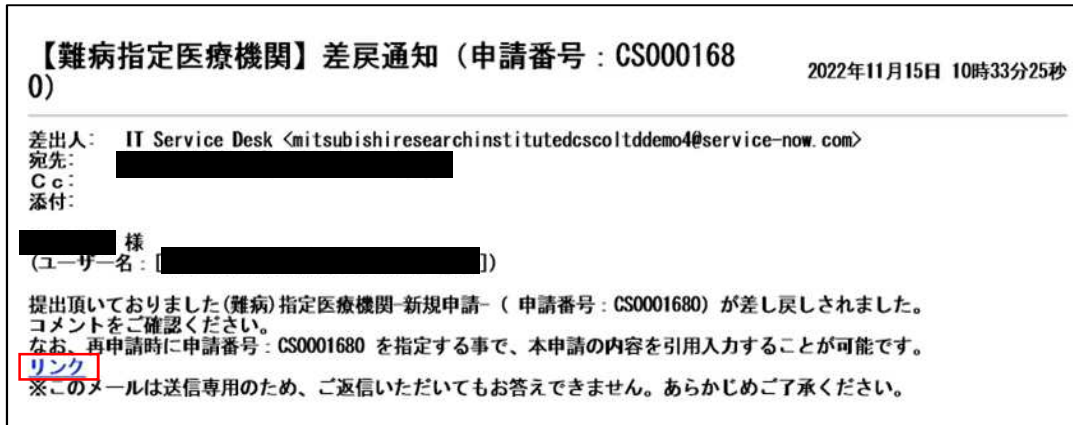 【難病指定医療機関】差戻通知（申請番号：CS000168
0)
2022年11月15日 10時33分25秒
差出人: IT Service Desk <mitsubishiresearchinstitutedcscoltddemo4@service-now.com>
宛先:
Ｃｃ:
添付:
様
(ユーザー名：[])
提出頂いておりました(難病)指定医療機関-新規申請-（ 申請番号：CS0001680）が差し戻しされました。
コメントをご確認ください。
なお、再申請時に申請番号：CS0001680 を指定する事で、本申請の内容を引用入力することが可能です。
リンク
※このメールは送信専用のため、ご返信いただいてもお答えできません。あらかじめご了承ください。